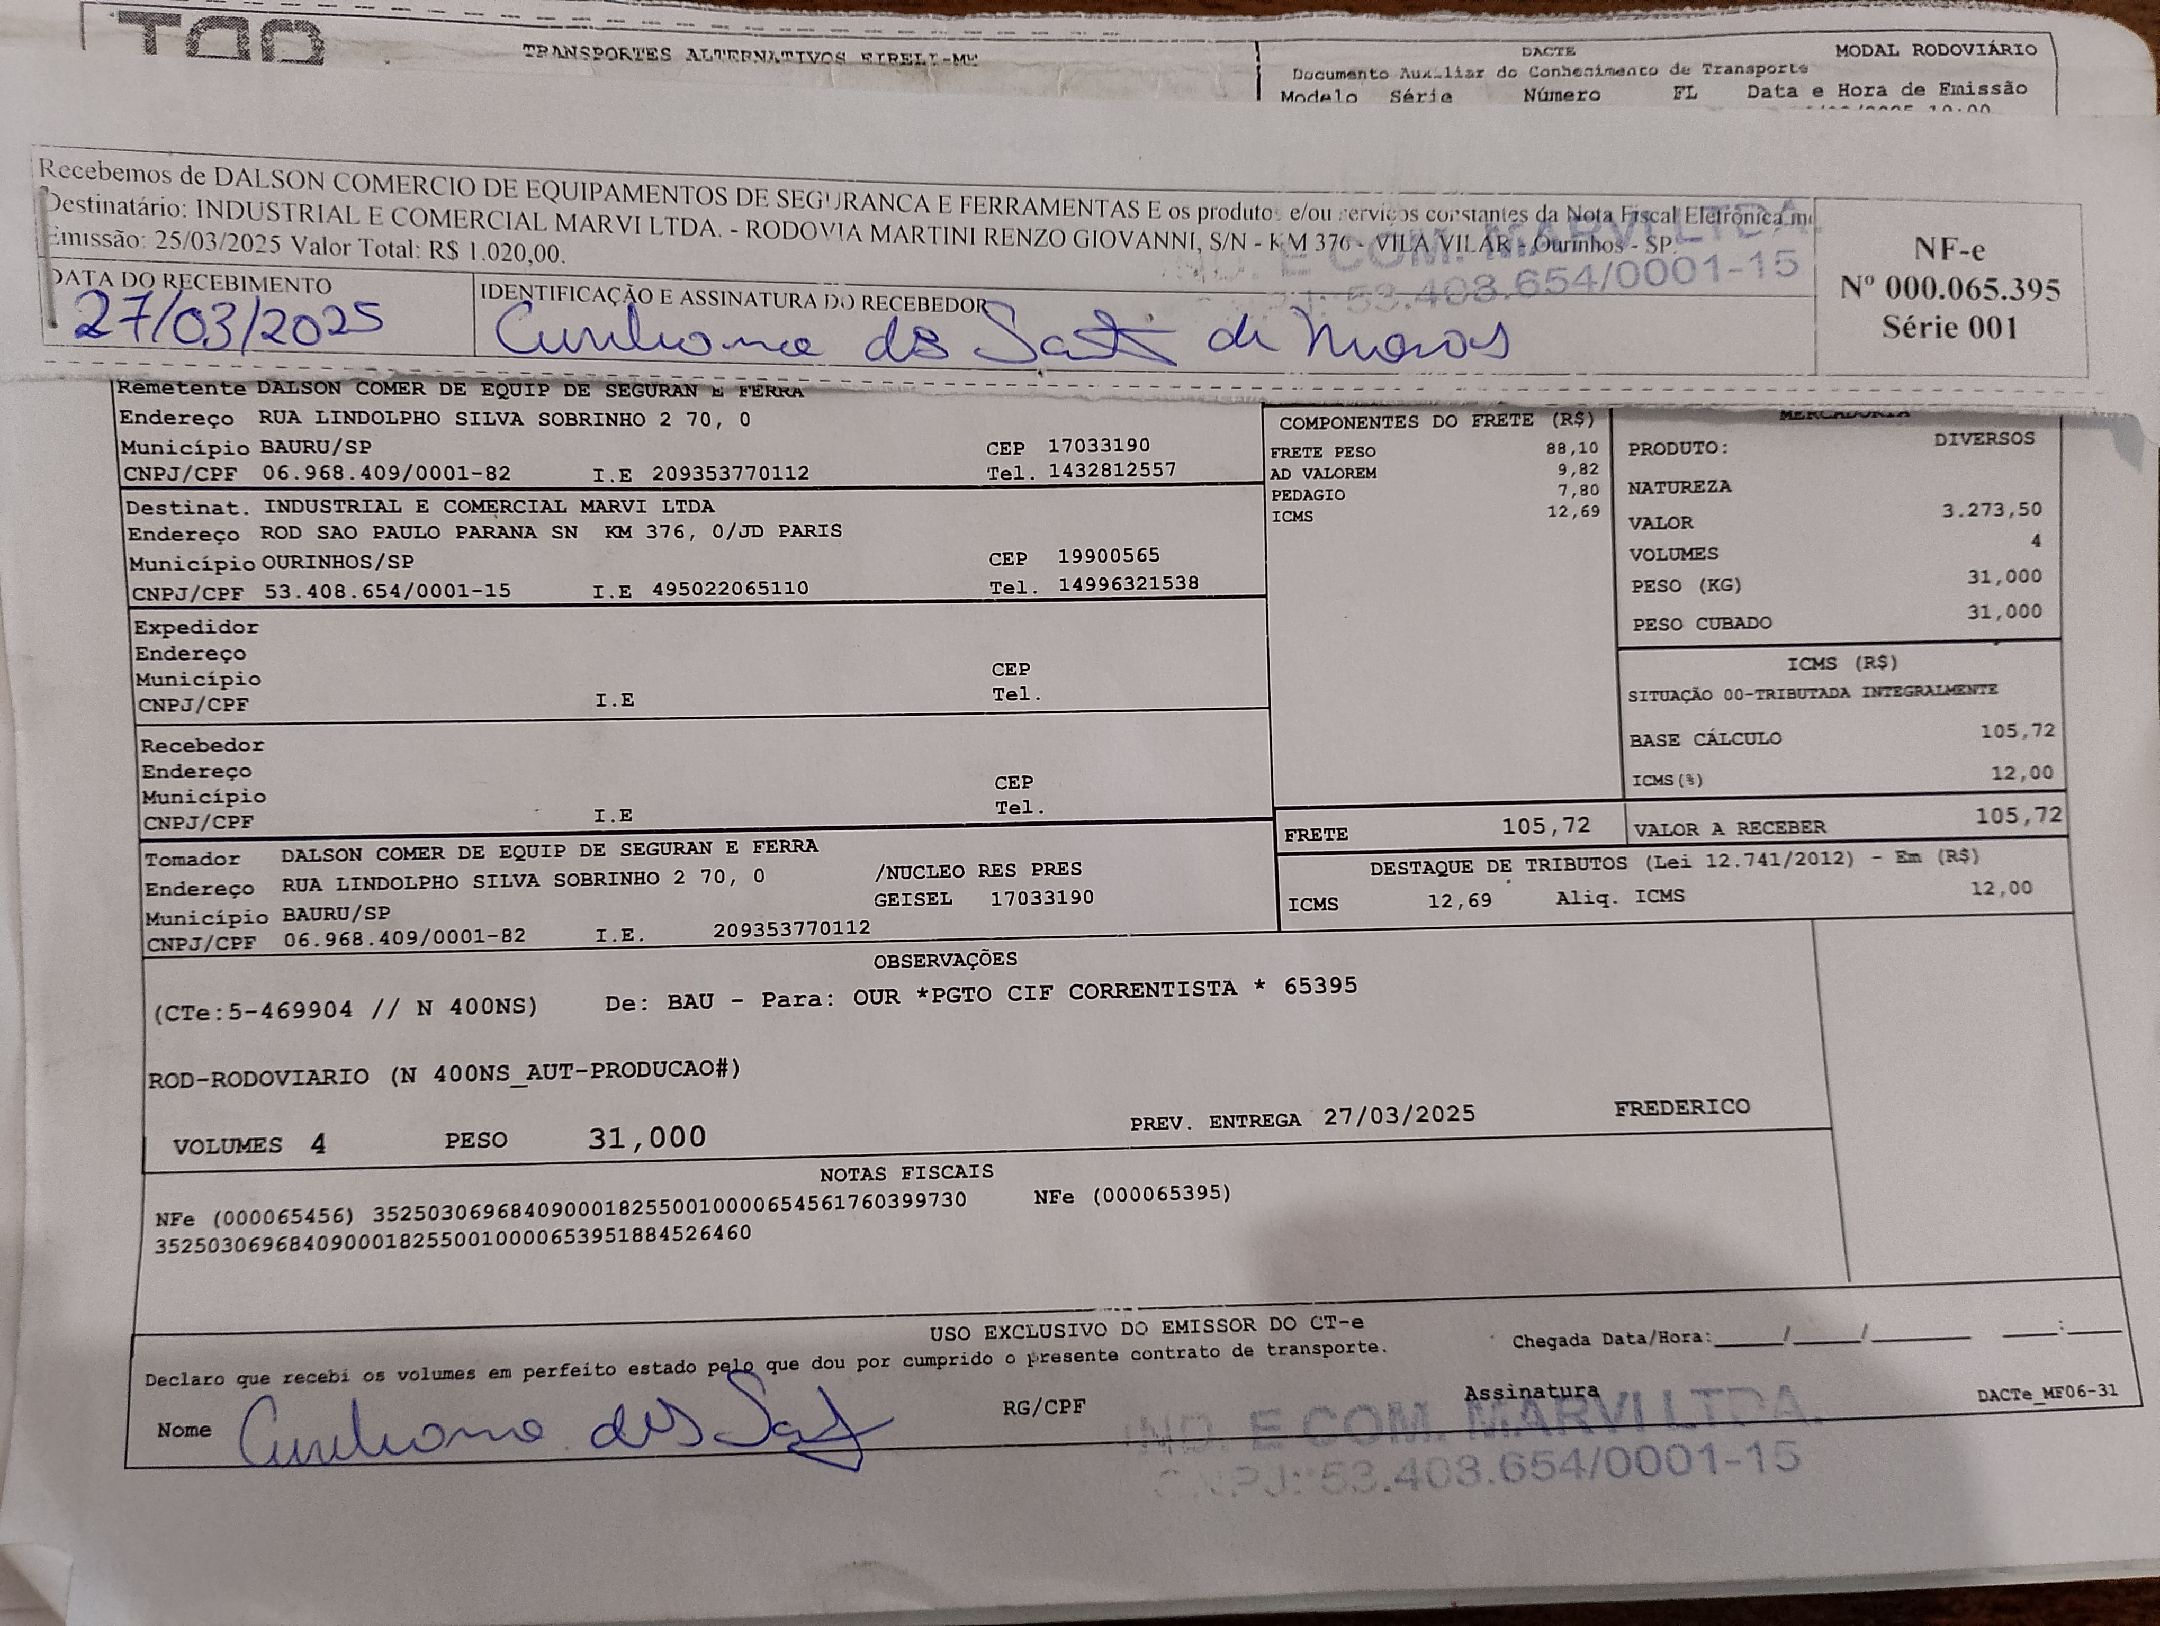 TRANSPORTES ALTERNATIVOS EIRELI-ME
DACTE MODAL RODOVIÁRIO
Documento Auxiliar do Conhecimento de Transporte
Modelo Série Número FL Data e Hora de Emissão
Recebemos de DALSON COMERCIO DE EQUIPAMENTOS DE SEGURANCA E FERRAMENTAS E os produtos e/ou serviços constantes da Nota Fiscal Eletrônica
Destinatário: INDUSTRIAL E COMERCIAL MARVI LTDA. - RODOVIA MARTINI RENZO GIOVANNI, S/N - KM 376 - VILA VILAR - Ourinhos - SP
Emissão: 25/03/2025 Valor Total: R$ 1.020,00.
IND. E COM. MARVI LTDA.
CNPJ: 53.408.654/0001-15
NF-e
Nº 000.065.395
Série 001
DATA DO RECEBIMENTO
27/03/2025
IDENTIFICAÇÃO E ASSINATURA DO RECEBEDOR
Remetente DALSON COMER DE EQUIP DE SEGURAN E FERRA
Endereço RUA LINDOLPHO SILVA SOBRINHO 2 70, 0
Município BAURU/SP CEP 17033190
CNPJ/CPF 06.968.409/0001-82 I.E 209353770112 Tel. 1432812557
Destinat. INDUSTRIAL E COMERCIAL MARVI LTDA
Endereço ROD SAO PAULO PARANA SN KM 376, 0/JD PARIS
Município OURINHOS/SP CEP 19900565
CNPJ/CPF 53.408.654/0001-15 I.E 495022065110 Tel. 14996321538
Expedidor
Endereço
Município CEP
CNPJ/CPF I.E Tel.
Recebedor
Endereço
Município CEP
CNPJ/CPF I.E Tel.
Tomador DALSON COMER DE EQUIP DE SEGURAN E FERRA
Endereço RUA LINDOLPHO SILVA SOBRINHO 2 70, 0 /NUCLEO RES PRES
Município BAURU/SP GEISEL 17033190
CNPJ/CPF 06.968.409/0001-82 I.E. 209353770112
COMPONENTES DO FRETE (R$)
FRETE PESO 88,10
AD VALOREM 9,82
PEDAGIO 7,80
ICMS 12,69
MERCADORIA
PRODUTO: DIVERSOS
NATUREZA
VALOR 3.273,50
VOLUMES 4
PESO (KG) 31,000
PESO CUBADO 31,000
ICMS (R$)
SITUAÇÃO 00-TRIBUTADA INTEGRALMENTE
BASE CÁLCULO 105,72
ICMS(%) 12,00
FRETE 105,72 VALOR A RECEBER 105,72
DESTAQUE DE TRIBUTOS (Lei 12.741/2012) - Em (R$)
ICMS 12,69 Aliq. ICMS 12,00
OBSERVAÇÕES
(CTe:5-469904 // N 400NS) De: BAU - Para: OUR *PGTO CIF CORRENTISTA * 65395
ROD-RODOVIARIO (N 400NS_AUT-PRODUCAO#)
VOLUMES 4 PESO 31,000 PREV. ENTREGA 27/03/2025 FREDERICO
NOTAS FISCAIS
NFe (000065456) 35250306968409000182550010000654561760399730 NFe (000065395)
35250306968409000182550010000653951884526460
USO EXCLUSIVO DO EMISSOR DO CT-e
Declaro que recebi os volumes em perfeito estado pelo que dou por cumprido o presente contrato de transporte.
Chegada Data/Hora:____/____/______ ___:___
Nome RG/CPF Assinatura DACTe_MF06-31
IND. E COM. MARVI LTDA.
CNPJ: 53.408.654/0001-15